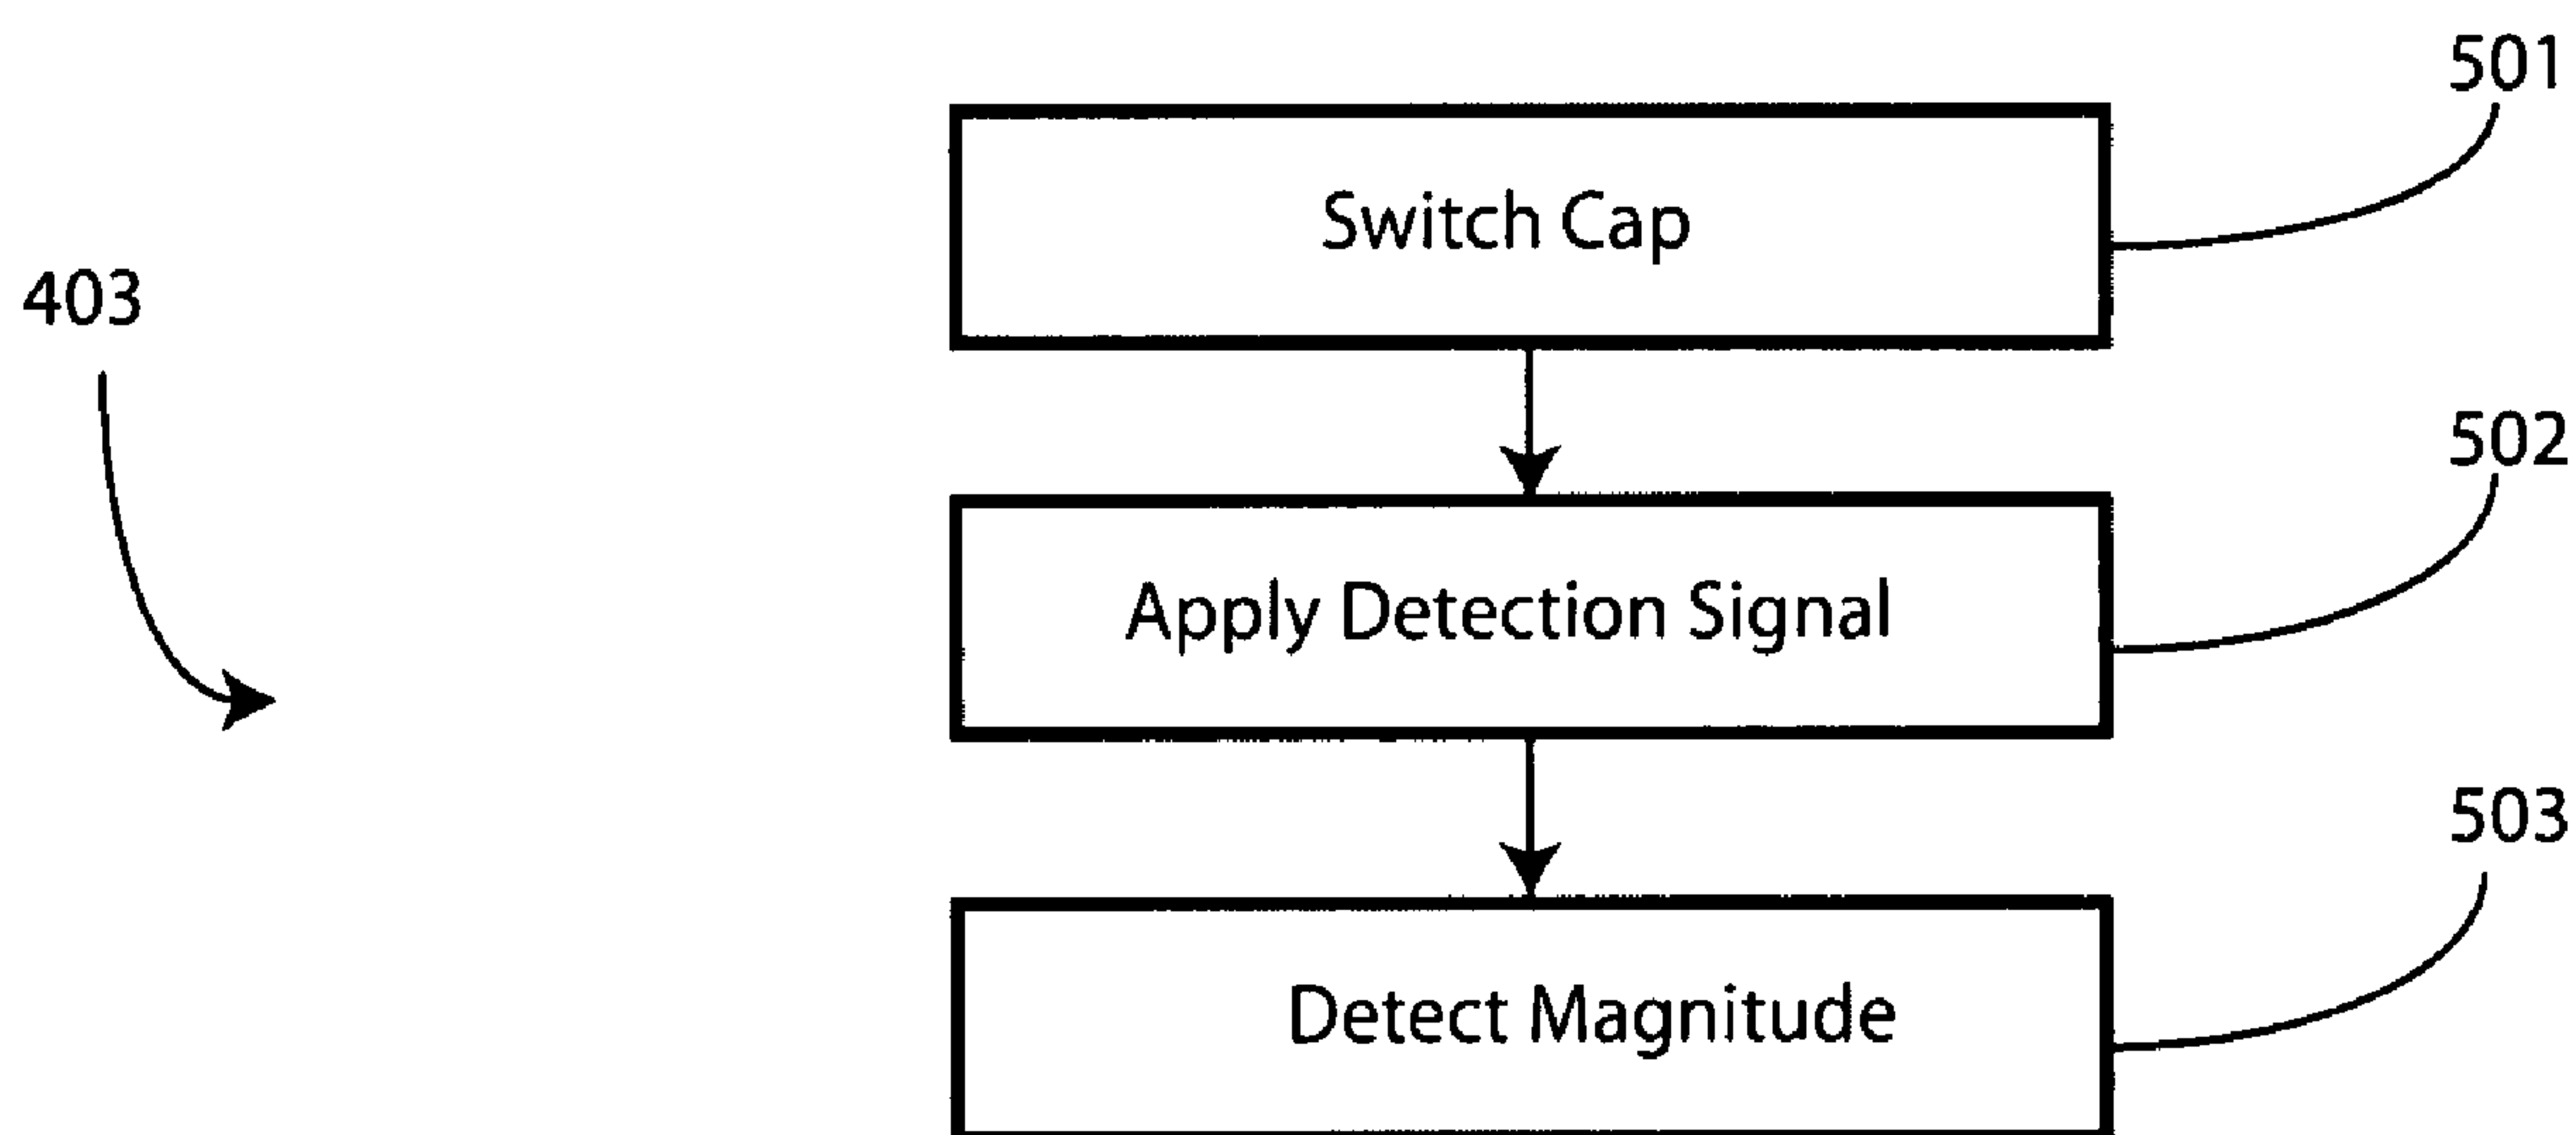 501
Switch Cap
403
502
Apply Detection Signal
503
Detect Magnitude